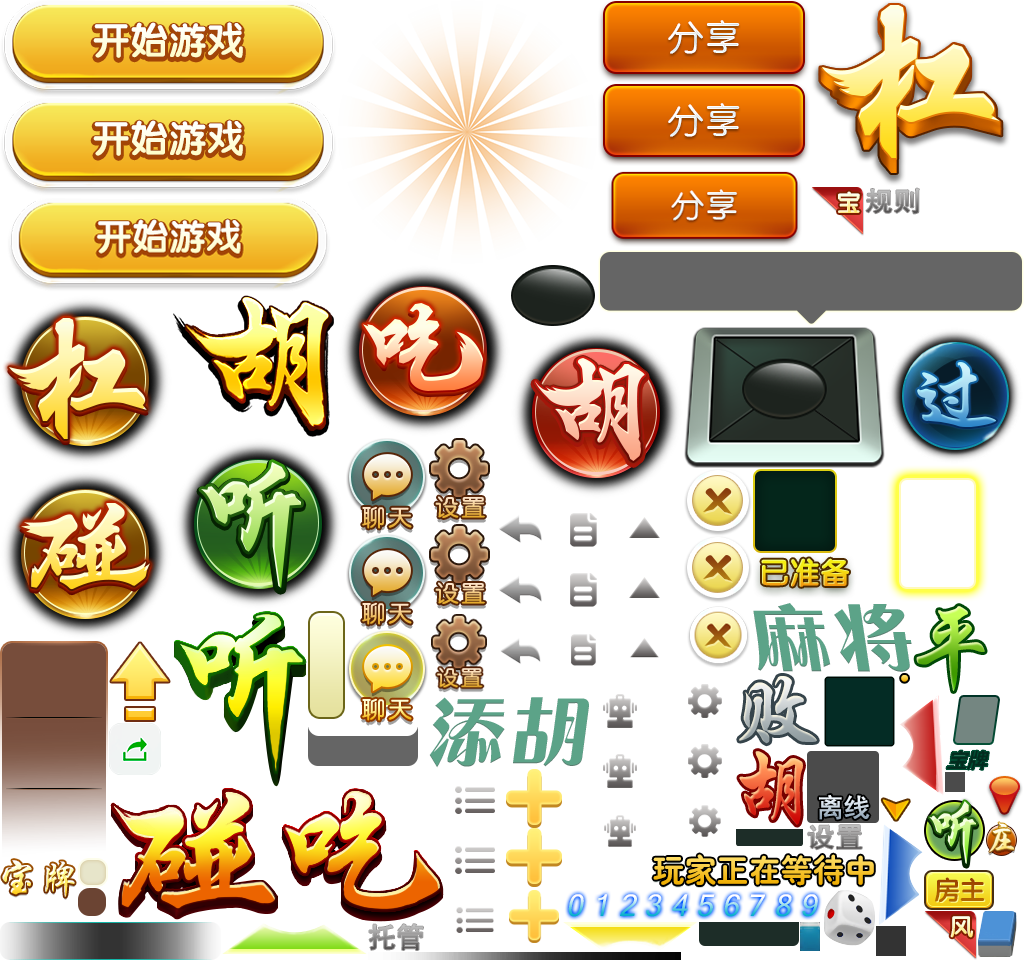 开始游戏
开始游戏
开始游戏
分享
分享
分享
杠
宝
规则
杠
胡
吃
胡
过
碰
听
聊天
设置
聊天
设置
聊天
设置
已准备
麻将
平
听
添胡
败
胡
离线
设置
宝牌
听
庄
碰
吃
玩家正在等待中
宝牌
房主
0123456789
风
托管